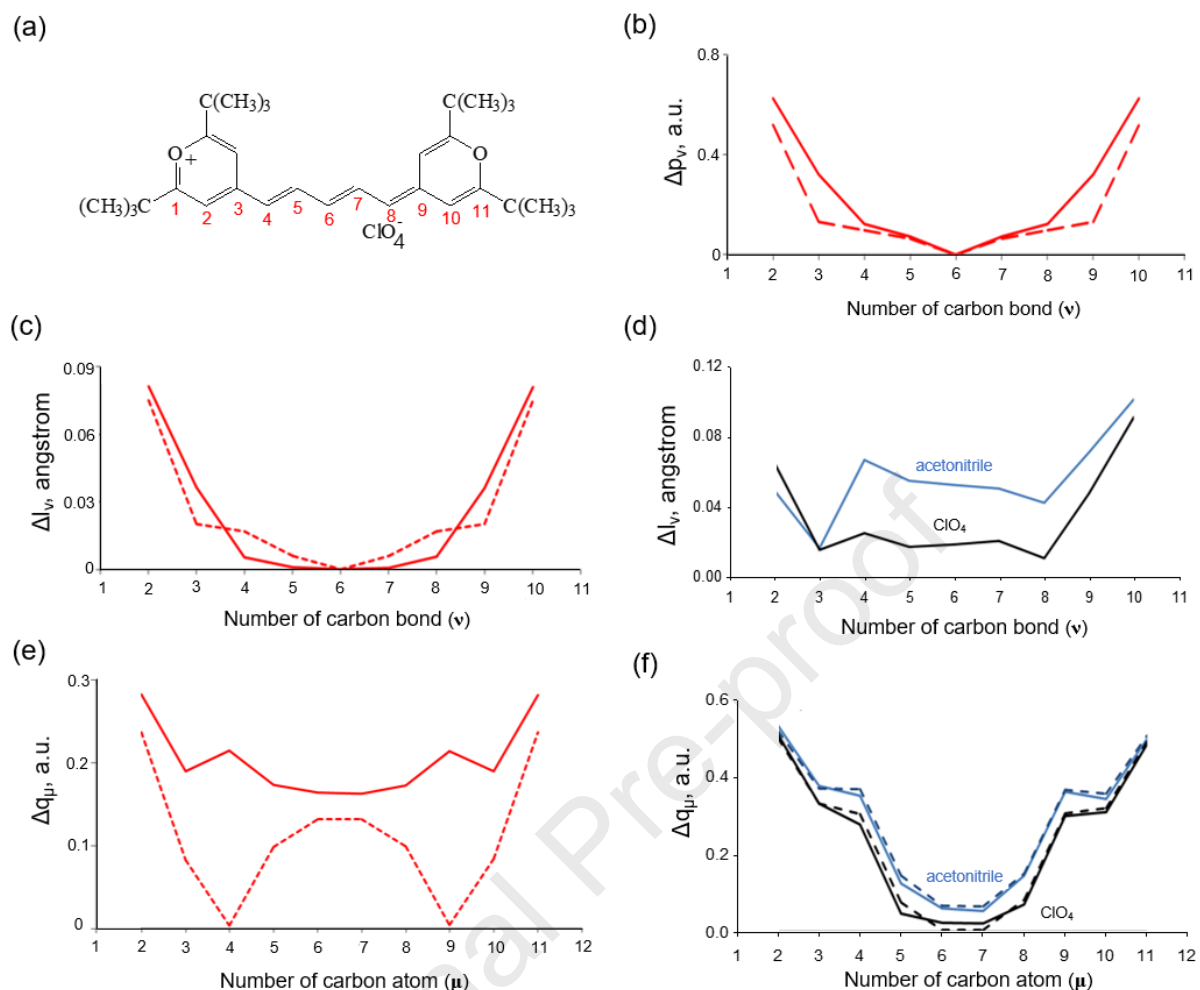 (a)
C(CH3)3
C(CH3)3
O
+
O
(CH3)3C
C(CH3)3
1 2 3 4 5 6 7 8 9 10 11
ClO4-
(b)
Δpν, a.u.
0.8
0.4
0
1 2 3 4 5 6 7 8 9 10 11
Number of carbon bond (ν)
(c)
Δlν, angstrom
0.09
0.06
0.03
0
1 2 3 4 5 6 7 8 9 10 11
Number of carbon bond (ν)
(d)
Δlν, angstrom
0.12
0.08
0.04
0.00
acetonitrile
ClO4
1 2 3 4 5 6 7 8 9 10 11
Number of carbon bond (ν)
(e)
Δqμ, a.u.
0.3
0.2
0.1
0
1 2 3 4 5 6 7 8 9 10 11 12
Number of carbon atom (μ)
(f)
Δqμ, a.u.
0.6
0.4
0.2
0.0
acetonitrile
ClO4
1 2 3 4 5 6 7 8 9 10 11 12
Number of carbon atom (μ)
nal Pre-proof